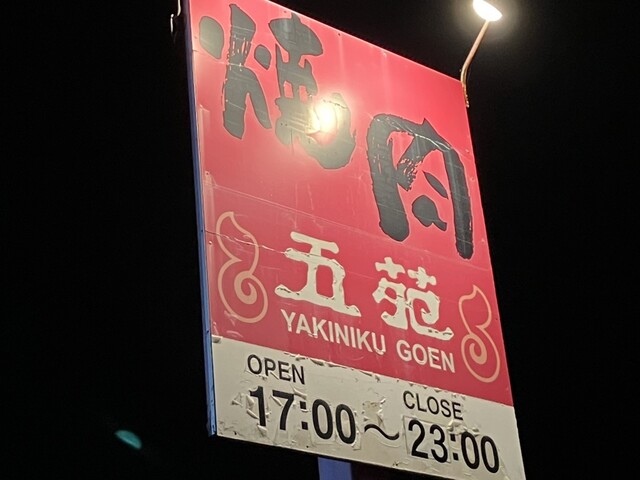 焼肉
五苑
YAKINIKU GOEN
OPEN CLOSE
17:00～23:00